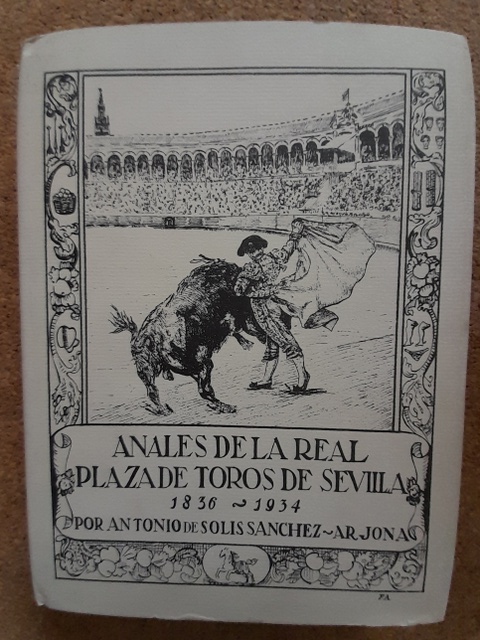 ANALES DE LA REAL
PLAZA DE TOROS DE SEVILLA
1836 ~ 1934
POR ANTONIO DE SOLIS SANCHEZ~ARJONA